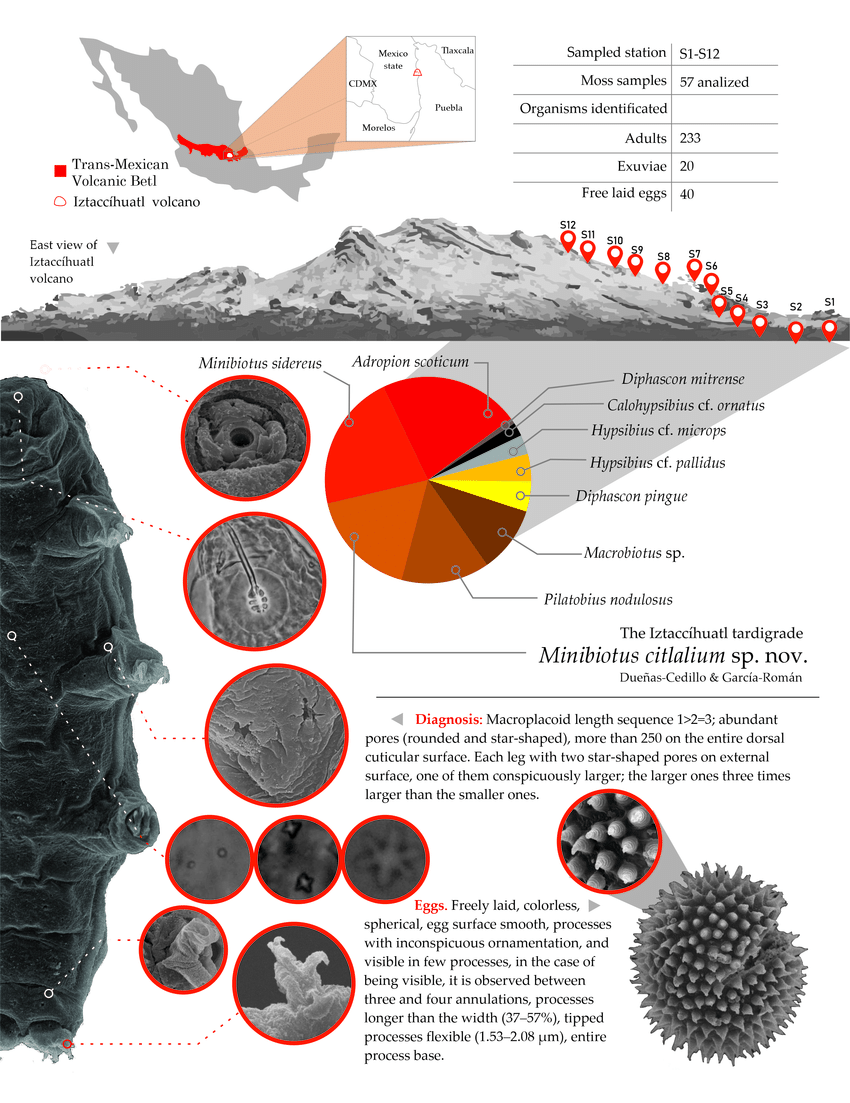 Mexico
state
Tlaxcala
CDMX
Puebla
Morelos
Trans-Mexican
Volcanic Betl
Iztaccíhuatl volcano
Sampled station S1-S12
Moss samples 57 analized
Organisms identificated
Adults 233
Exuviae 20
Free laid eggs 40
East view of
Iztaccíhuatl
volcano
S12
S11
S10
S9
S8
S7
S6
S5
S4
S3
S2
S1
Minibiotus sidereus
Adropion scoticum
Diphascon mitrense
Calohypsibius cf. ornatus
Hypsibius cf. microps
Hypsibius cf. pallidus
Diphascon pingue
Macrobiotus sp.
Pilatobius nodulosus
The Iztaccíhuatl tardigrade
Minibiotus citlalium sp. nov.
Dueñas-Cedillo & García-Román
Diagnosis: Macroplacoid length sequence 1>2=3; abundant
pores (rounded and star-shaped), more than 250 on the entire dorsal
cuticular surface. Each leg with two star-shaped pores on external
surface, one of them conspicuously larger; the larger ones three times
larger than the smaller ones.
Eggs. Freely laid, colorless,
spherical, egg surface smooth, processes
with inconspicuous ornamentation, and
visible in few processes, in the case of
being visible, it is observed between
three and four annulations, processes
longer than the width (37–57%), tipped
processes flexible (1.53–2.08 µm), entire
process base.